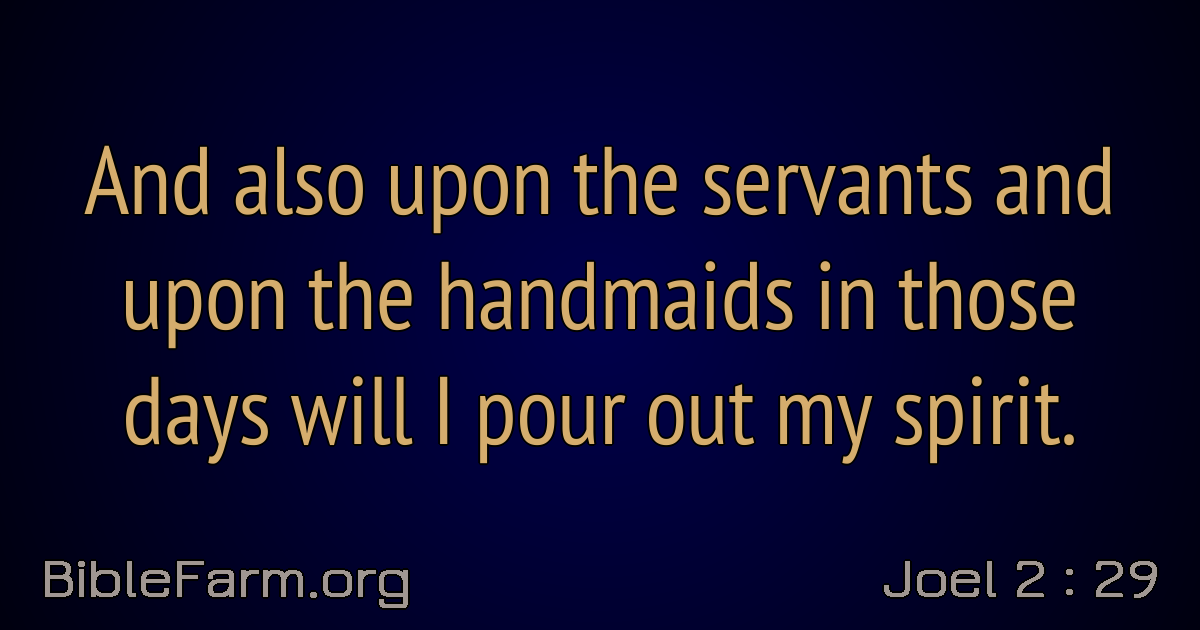 And also upon the servants and
upon the handmaids in those
days will I pour out my spirit.
BibleFarm.org
Joel 2 : 29